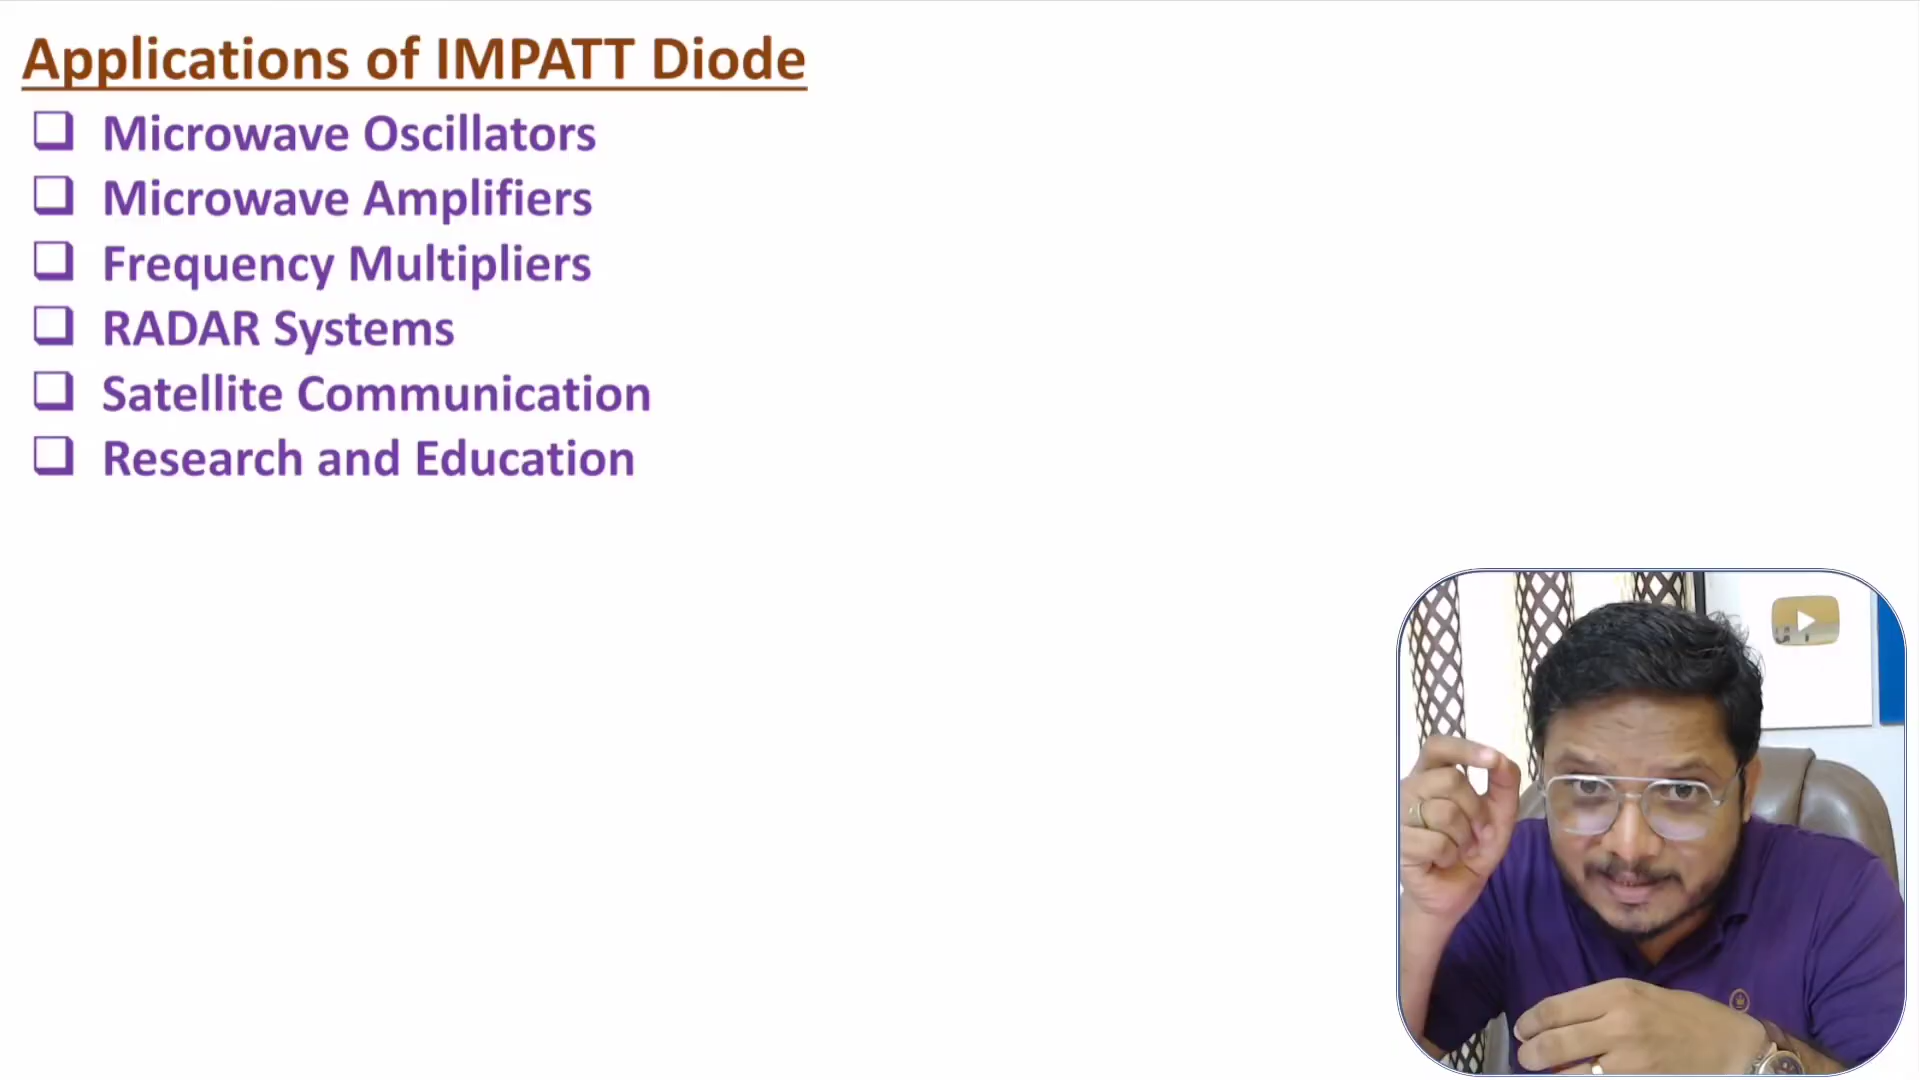 Applications of IMPATT Diode
❑ Microwave Oscillators
❑ Microwave Amplifiers
❑ Frequency Multipliers
❑ RADAR Systems
❑ Satellite Communication
❑ Research and Education